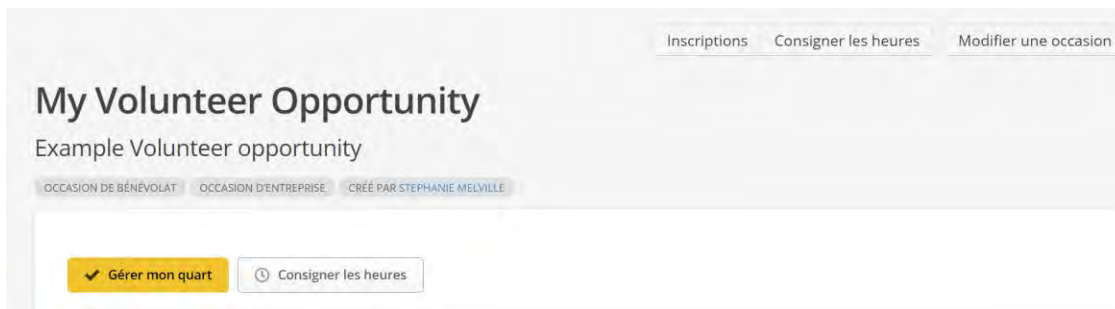 Inscriptions Consigner les heures Modifier une occasion
My Volunteer Opportunity
Example Volunteer opportunity
OCCASION DE BÉNÉVOLAT OCCASION D'ENTREPRISE CRÉÉ PAR STEPHANIE MELVILLE
Gérer mon quart Consigner les heures